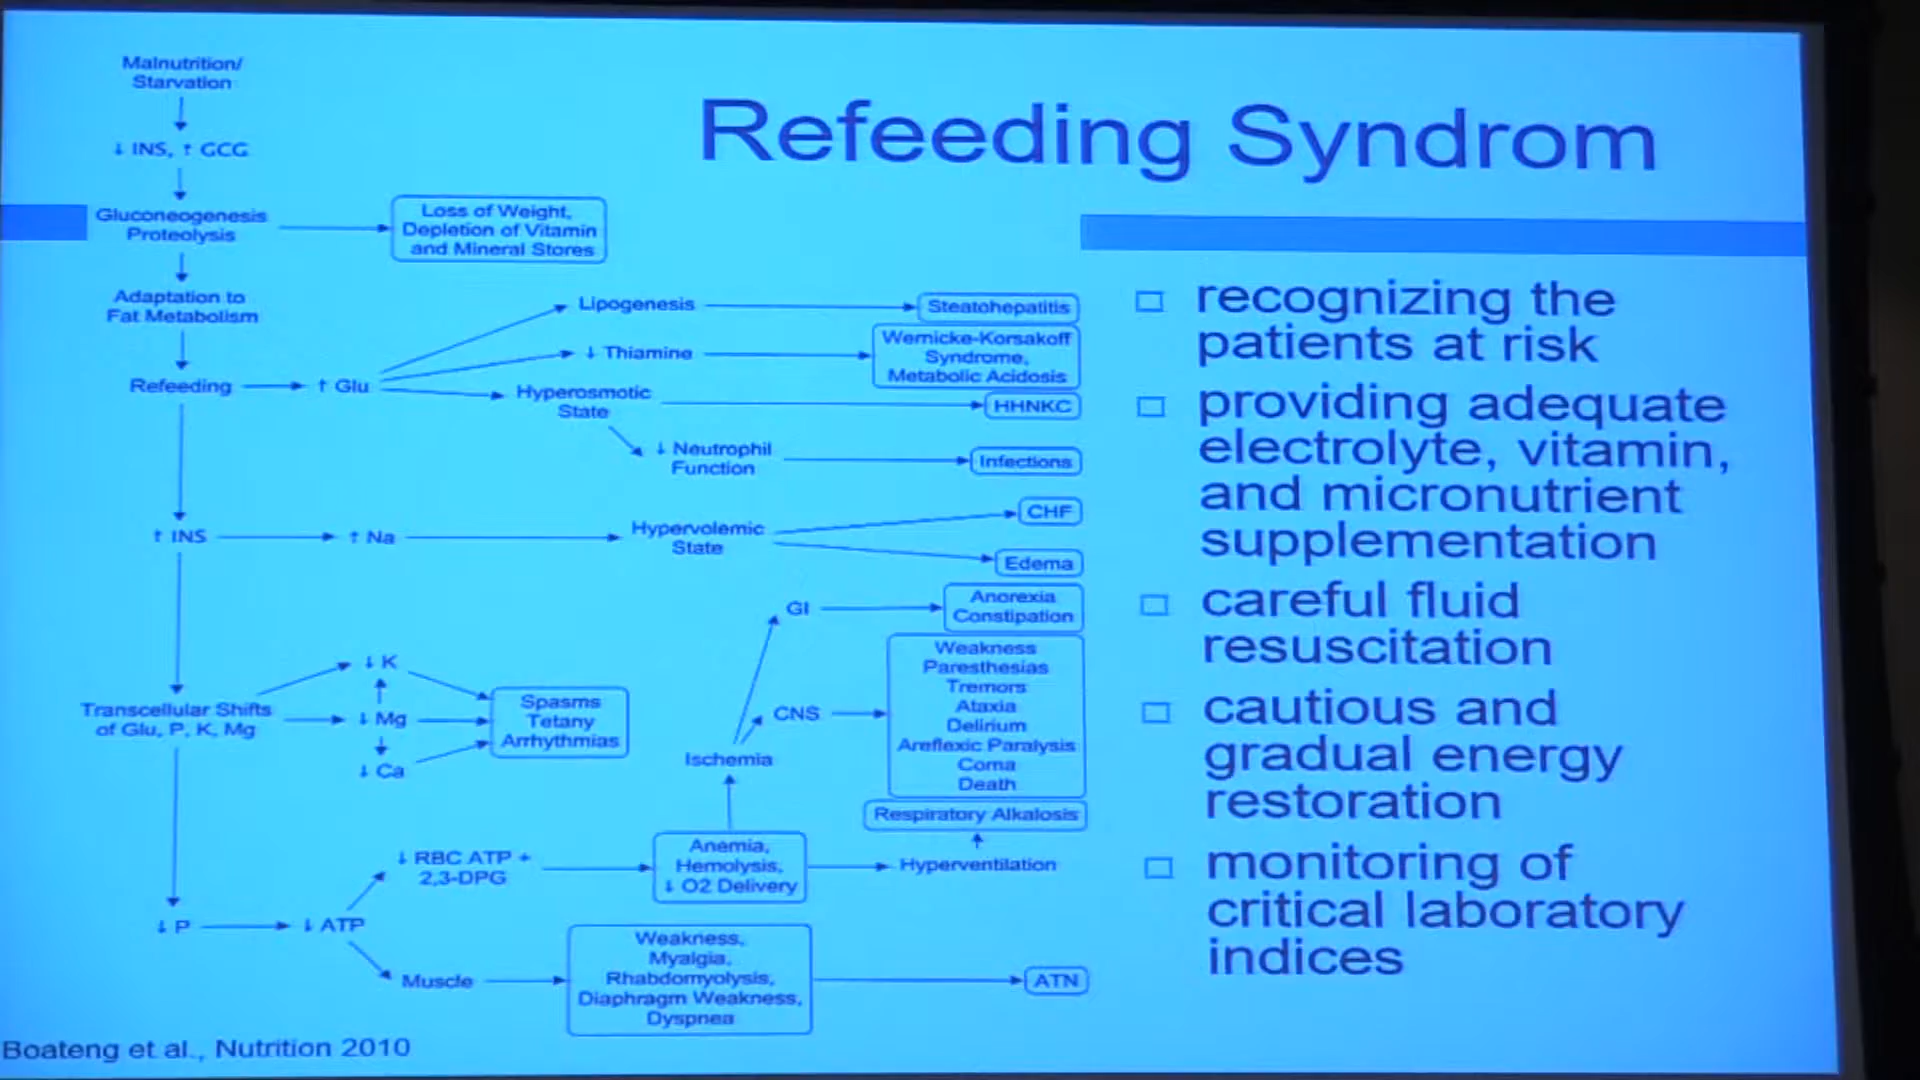 Refeeding Syndrom
Malnutrition/
Starvation
↓ INS, ↑ GCG
Gluconeogenesis
Proteolysis
Loss of Weight,
Depletion of Vitamin
and Mineral Stores
Adaptation to
Fat Metabolism
Refeeding
↑ Glu
Lipogenesis
Steatohepatitis
↓ Thiamine
Wernicke-Korsakoff
Syndrome,
Metabolic Acidosis
Hyperosmotic
State
HHNKC
↓ Neutrophil
Function
Infections
↑ INS
↑ Na
Hypervolemic
State
CHF
Edema
Transcellular Shifts
of Glu, P, K, Mg
↓ K
↓ Mg
↓ Ca
Spasms
Tetany
Arrhythmias
GI
Anorexia
Constipation
CNS
Weakness
Paresthesias
Tremors
Ataxia
Delirium
Areflexic Paralysis
Coma
Death
Ischemia
Respiratory Alkalosis
↓ P
↓ ATP
↓ RBC ATP +
2,3-DPG
Anemia,
Hemolysis,
↓ O2 Delivery
Hyperventilation
Muscle
Weakness,
Myalgia,
Rhabdomyolysis,
Diaphragm Weakness,
Dyspnea
ATN
Boateng et al., Nutrition 2010
recognizing the
patients at risk
providing adequate
electrolyte, vitamin,
and micronutrient
supplementation
careful fluid
resuscitation
cautious and
gradual energy
restoration
monitoring of
critical laboratory
indices